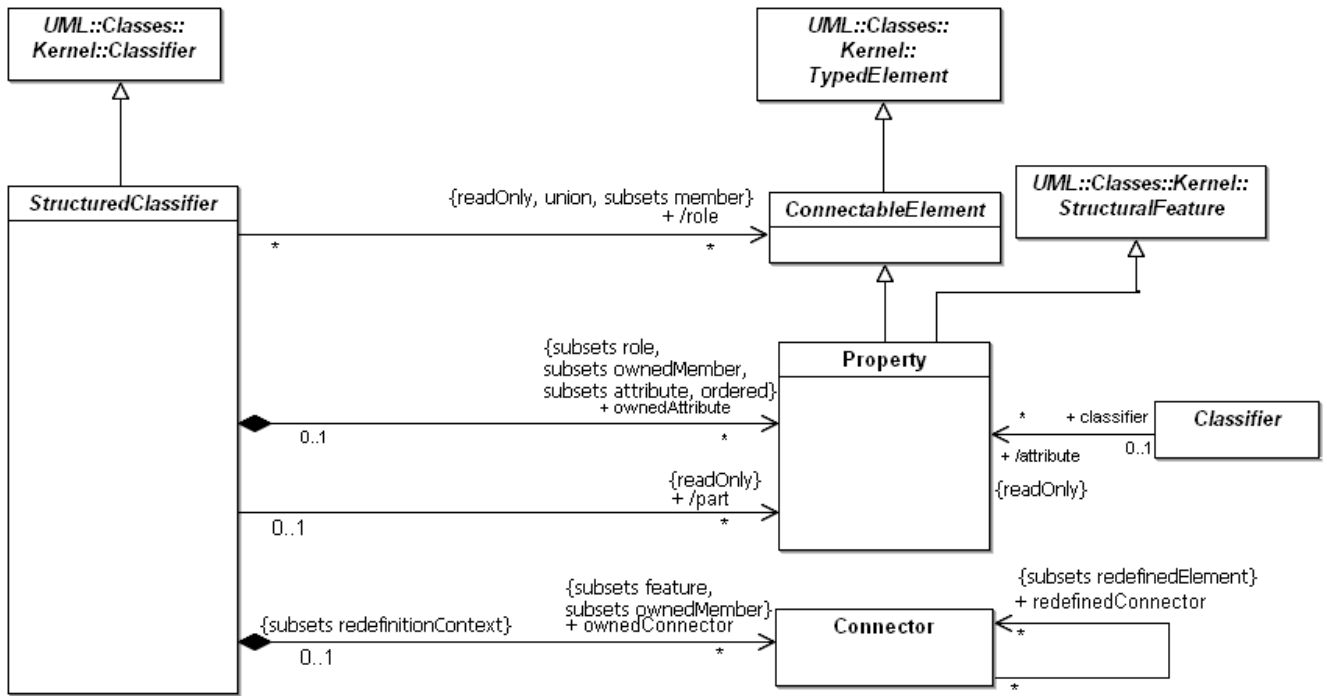 UML::Classes::
Kernel::Classifier
UML::Classes::
Kernel::
TypedElement
UML::Classes::Kernel::
StructuralFeature
StructuredClassifier
{readOnly, union, subsets member}
+ /role
*
*
ConnectableElement
{subsets role,
subsets ownedMember,
subsets attribute, ordered}
+ ownedAttribute
0..1
*
Property
*
+ classifier
0..1
+ /attribute
{readOnly}
Classifier
{readOnly}
+ /part
0..1
*
{subsets feature,
subsets ownedMember}
+ ownedConnector
{subsets redefinitionContext}
0..1
*
Connector
{subsets redefinedElement}
+ redefinedConnector
*
*